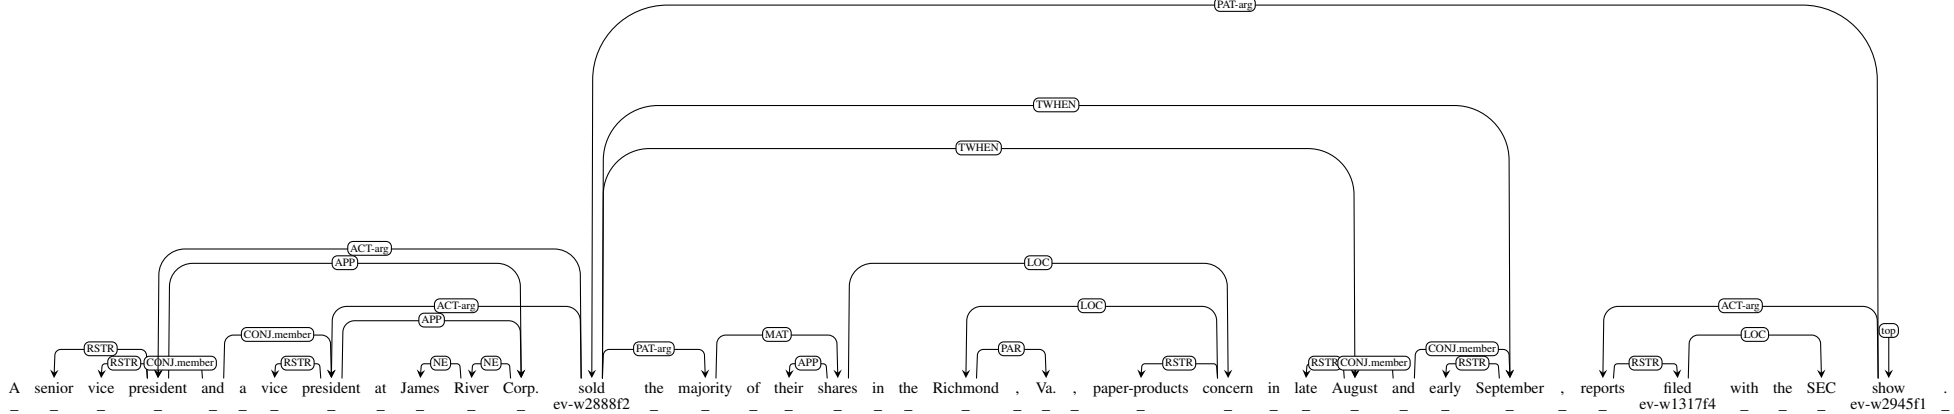 PAT-arg
TWHEN
TWHEN
ACT-arg
APP LOC
ACT-arg LOC ACT-arg
APP
CONJ.member MAT LOC top
RSTR PAT-arg PAR CONJ.member
RSTR CONJ.member RSTR NE NE APP RSTR RSTR CONJ.member RSTR RSTR
A senior vice president and a vice president at James River Corp. sold the majority of their shares in the Richmond , Va. , paper-products concern in late August and early September , reports filed with the SEC show .
_ _ _ _ _ _ _ _ _ _ _ _ ev-w2888f2 _ _ _ _ _ _ _ _ _ _ _ _ _ _ _ _ _ _ _ _ _ ev-w1317f4 _ _ _ ev-w2945f1 _